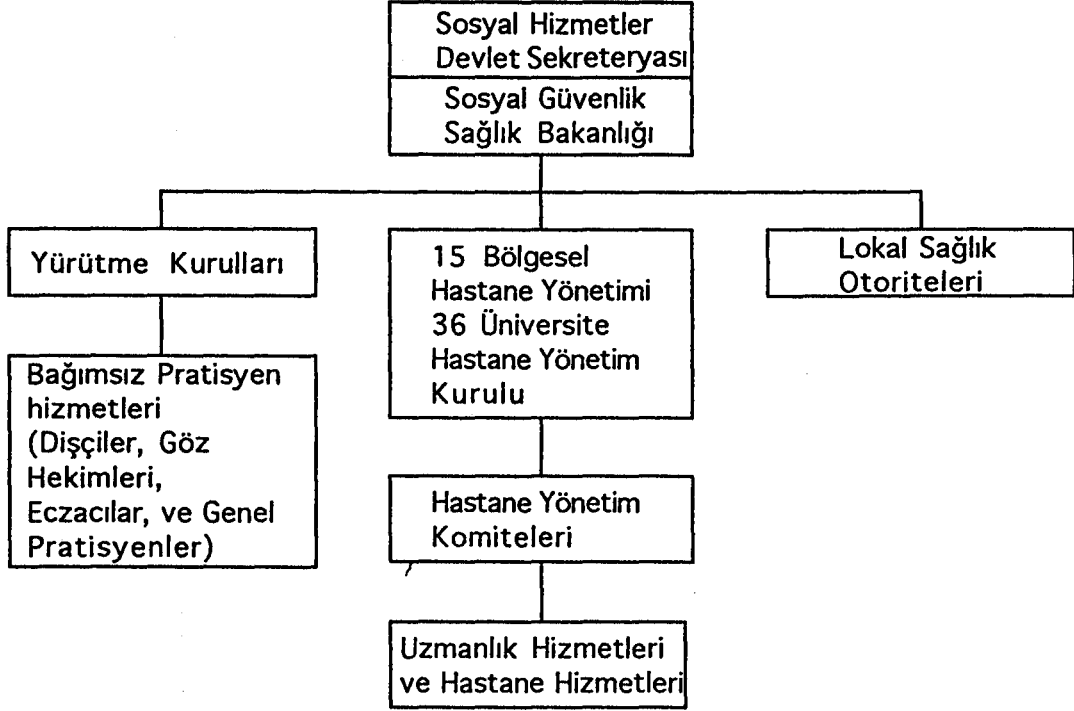 Sosyal Hizmetler
Devlet Sekreteryası
Sosyal Güvenlik
Sağlık Bakanlığı
Yürütme Kurulları
Bağımsız Pratisyen
hizmetleri
(Dişçiler, Göz
Hekimleri,
Eczacılar, ve Genel
Pratisyenler)
15 Bölgesel
Hastane Yönetimi
36 Üniversite
Hastane Yönetim
Kurulu
Hastane Yönetim
Komiteleri
Uzmanlık Hizmetleri
ve Hastane Hizmetleri
Lokal Sağlık
Otoriteleri